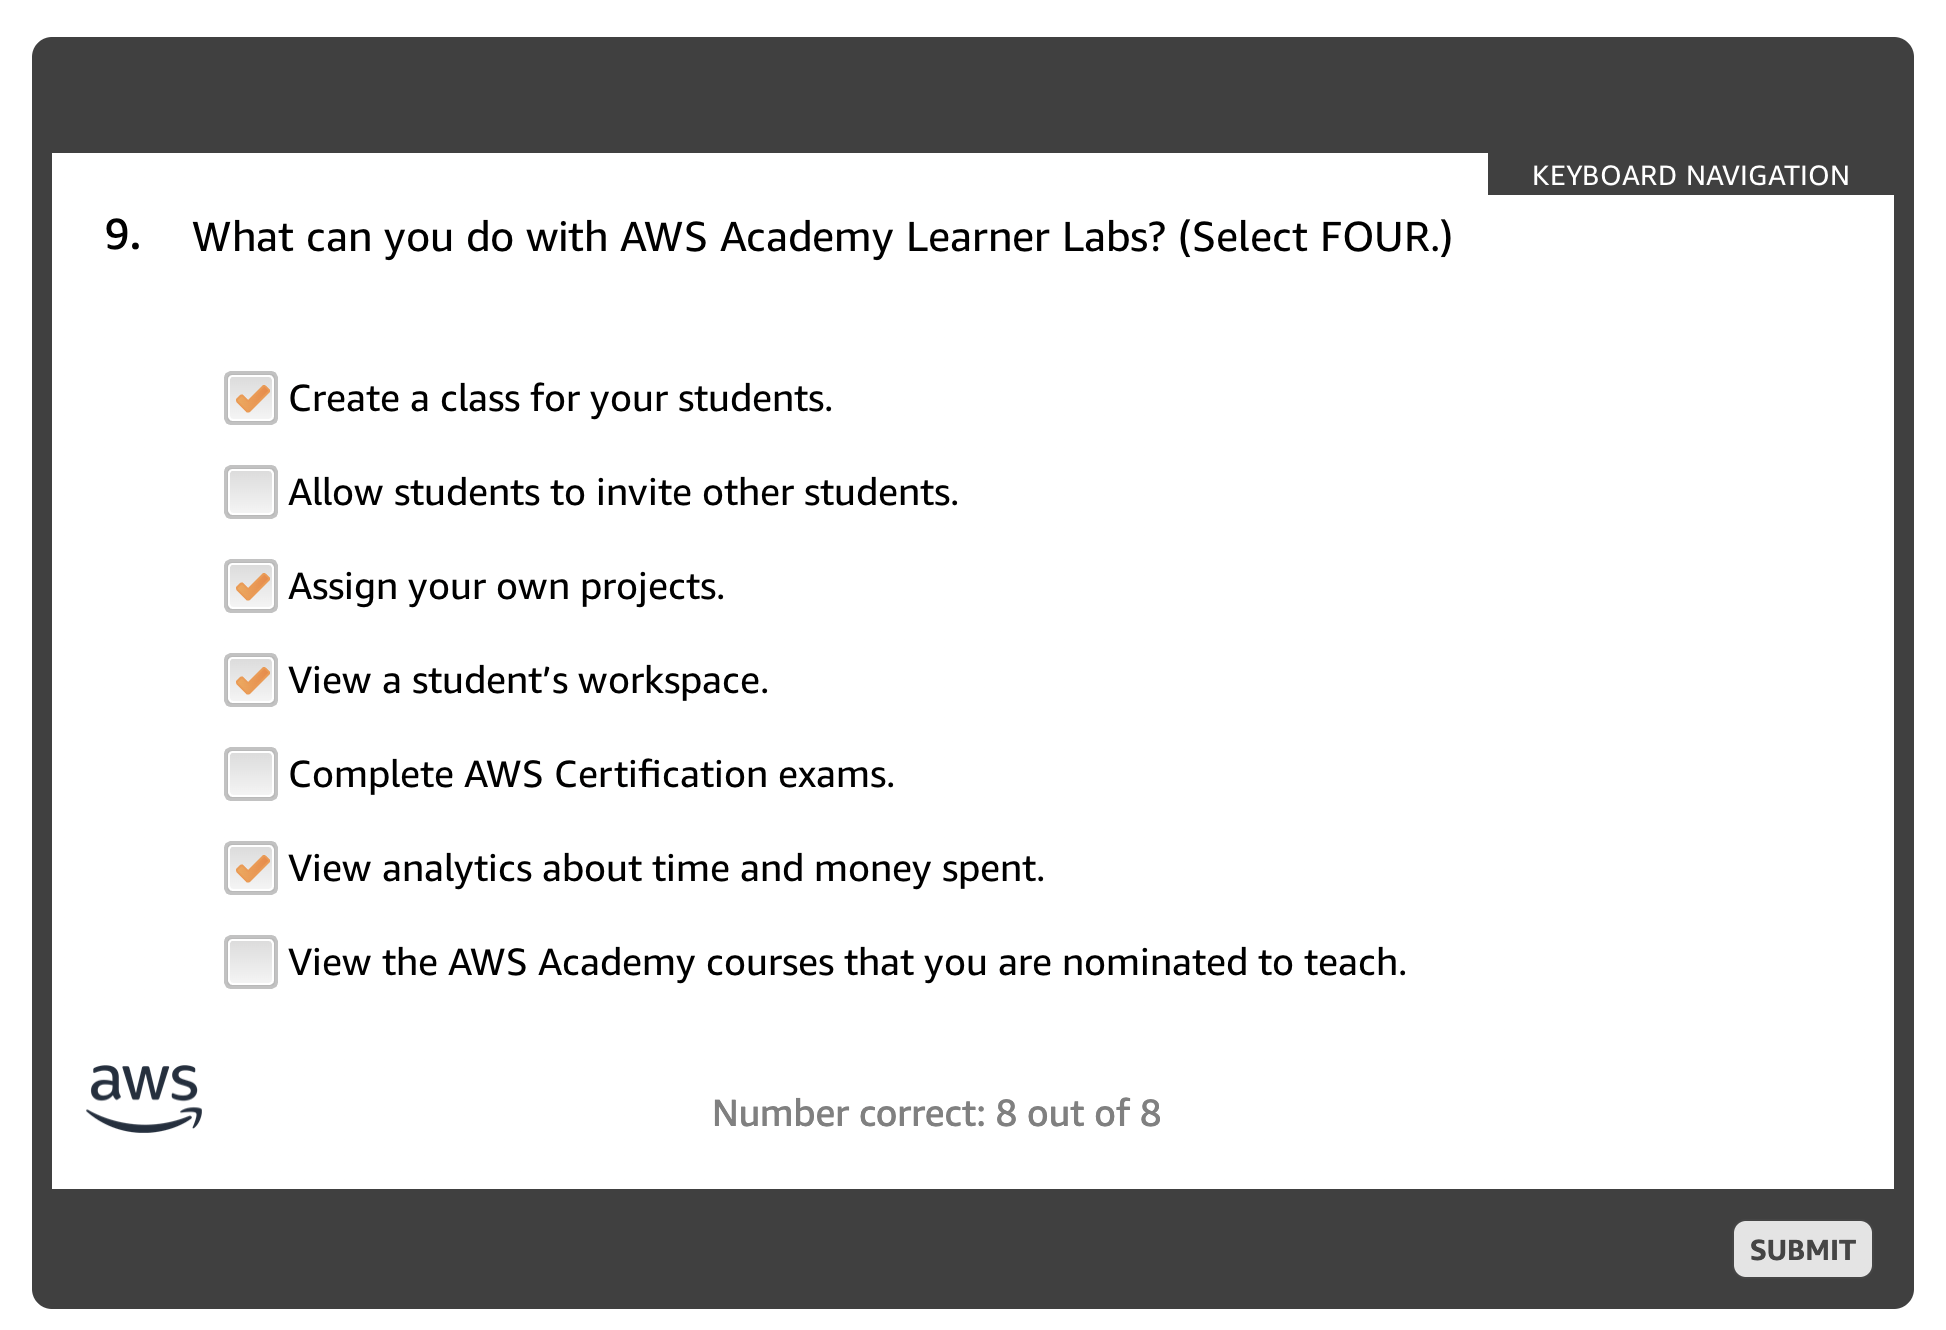 KEYBOARD NAVIGATION
9. What can you do with AWS Academy Learner Labs? (Select FOUR.)
Create a class for your students.
Allow students to invite other students.
Assign your own projects.
View a student’s workspace.
Complete AWS Certification exams.
View analytics about time and money spent.
View the AWS Academy courses that you are nominated to teach.
aws
Number correct: 8 out of 8
SUBMIT